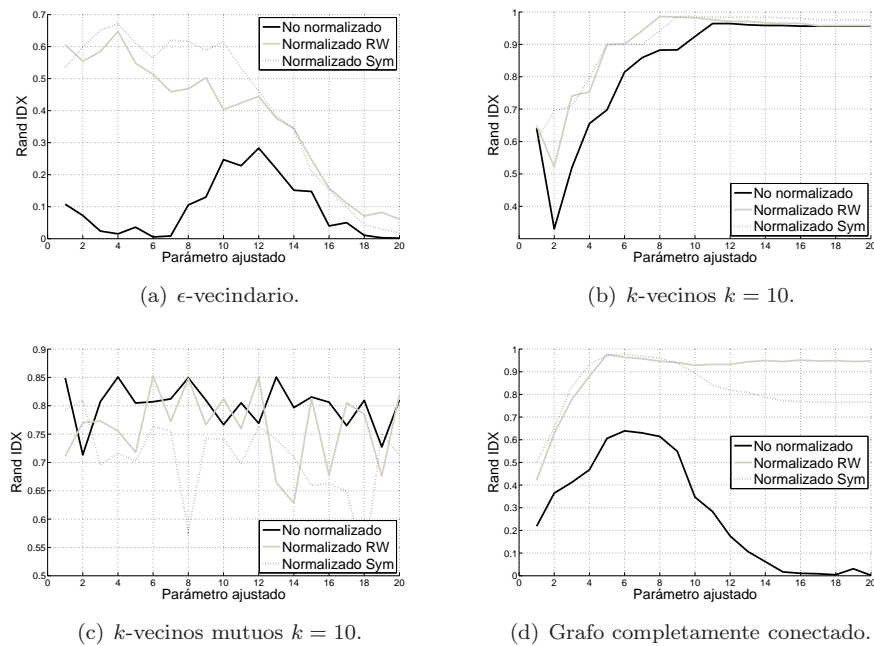 0.7
0.6
0.5
0.4
0.3
0.2
0.1
0
Rand IDX
No normalizado
Normalizado RW
Normalizado Sym
0 2 4 6 8 10 12 14 16 18 20
Parámetro ajustado
(a) ϵ-vecindario.
1
0.9
0.8
0.7
0.6
0.5
0.4
Rand IDX
No normalizado
Normalizado RW
Normalizado Sym
0 2 4 6 8 10 12 14 16 18 20
Parámetro ajustado
(b) k-vecinos k = 10.
0.9
0.85
0.8
0.75
0.7
0.65
0.6
0.55
0.5
Rand IDX
No normalizado
Normalizado RW
Normalizado Sym
0 2 4 6 8 10 12 14 16 18 20
Parámetro ajustado
(c) k-vecinos mutuos k = 10.
1
0.9
0.8
0.7
0.6
0.5
0.4
0.3
0.2
0.1
0
Rand IDX
No normalizado
Normalizado RW
Normalizado Sym
0 2 4 6 8 10 12 14 16 18 20
Parámetro ajustado
(d) Grafo completamente conectado.